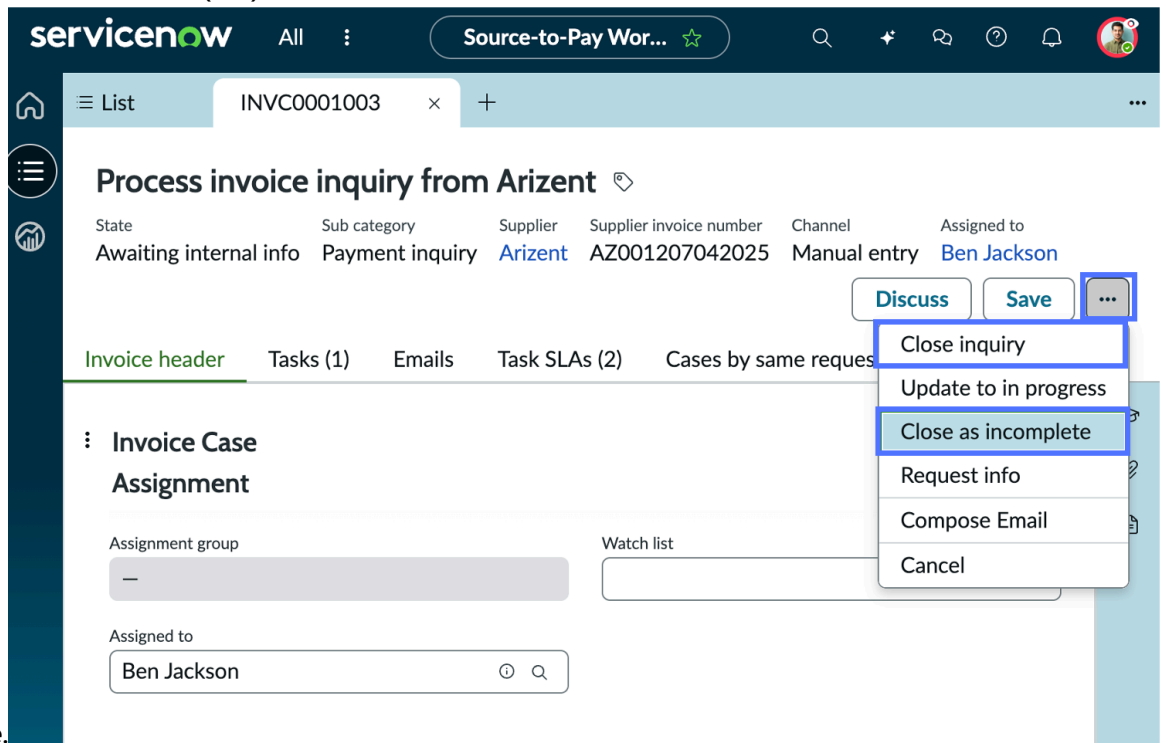 servicenow All Source-to-Pay Wor...
List INVC0001003
Process invoice inquiry from Arizent
State Sub category Supplier Supplier invoice number Channel Assigned to
Awaiting internal info Payment inquiry Arizent AZ001207042025 Manual entry Ben Jackson
Discuss Save
Close inquiry
Update to in progress
Close as incomplete
Request info
Compose Email
Cancel
Invoice header Tasks (1) Emails Task SLAs (2) Cases by same reques
Invoice Case
Assignment
Assignment group Watch list
—
Assigned to
Ben Jackson